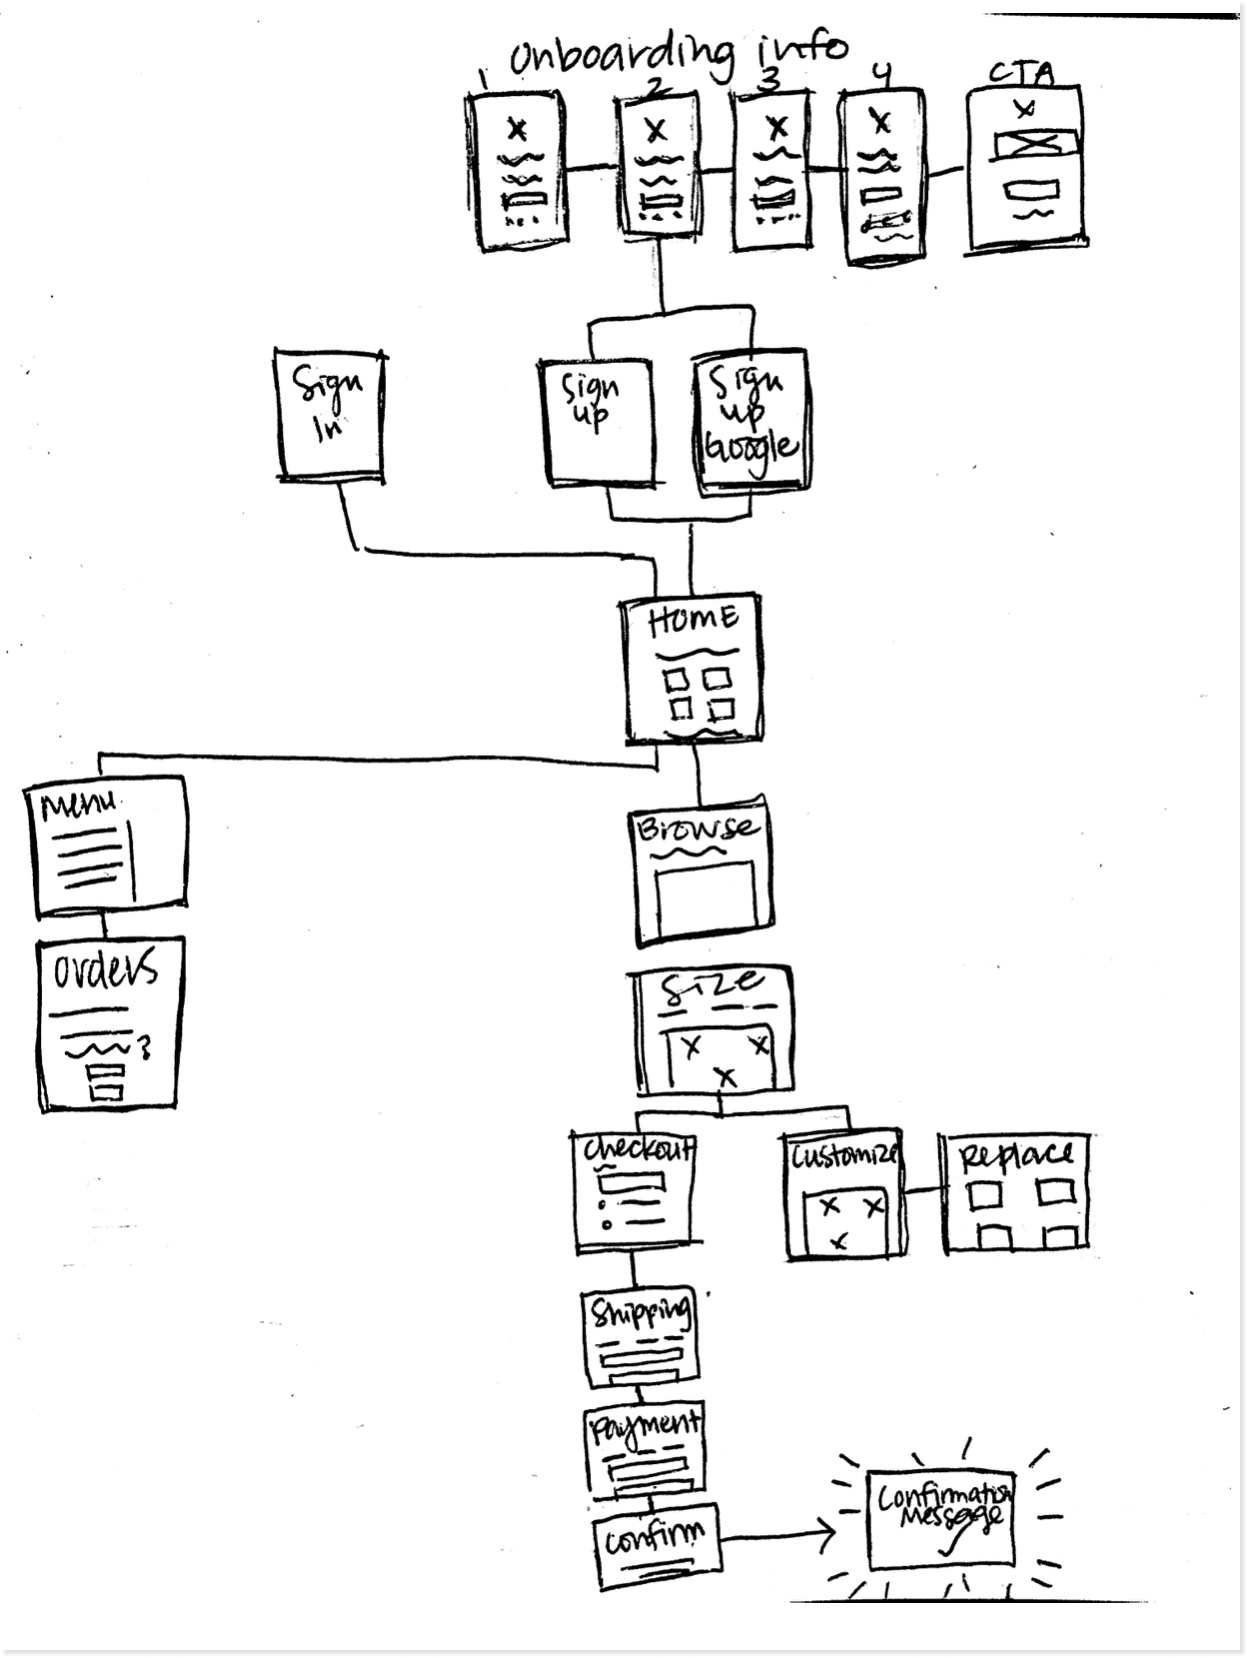 Onboarding info
1
2
3
4
CTA
Sign
In
Sign
up
Sign
up
Google
HOME
Menu
Browse
Orders
?
Size
Checkout
Customize
Replace
Shipping
Payment
Confirm
Confirmation
Message